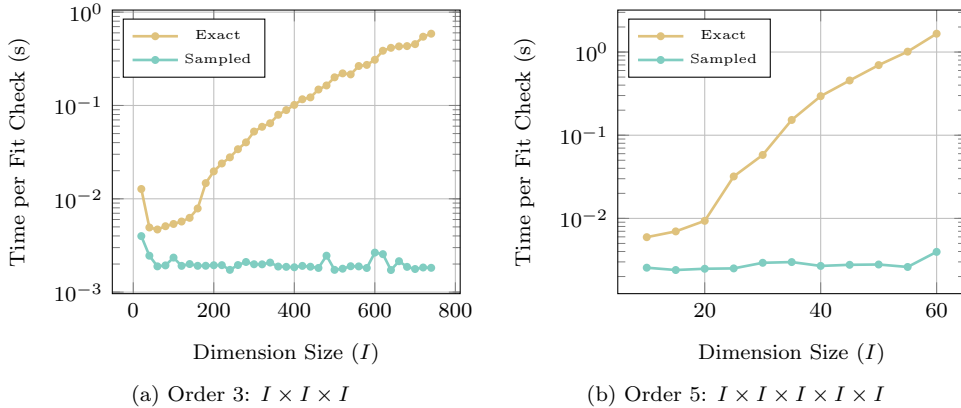 10^0
10^−1
10^−2
10^−3
Time per Fit Check (s)
Exact
Sampled
0 200 400 600 800
Dimension Size (I)
(a) Order 3: I × I × I
10^0
10^−1
10^−2
Time per Fit Check (s)
Exact
Sampled
20 40 60
Dimension Size (I)
(b) Order 5: I × I × I × I × I